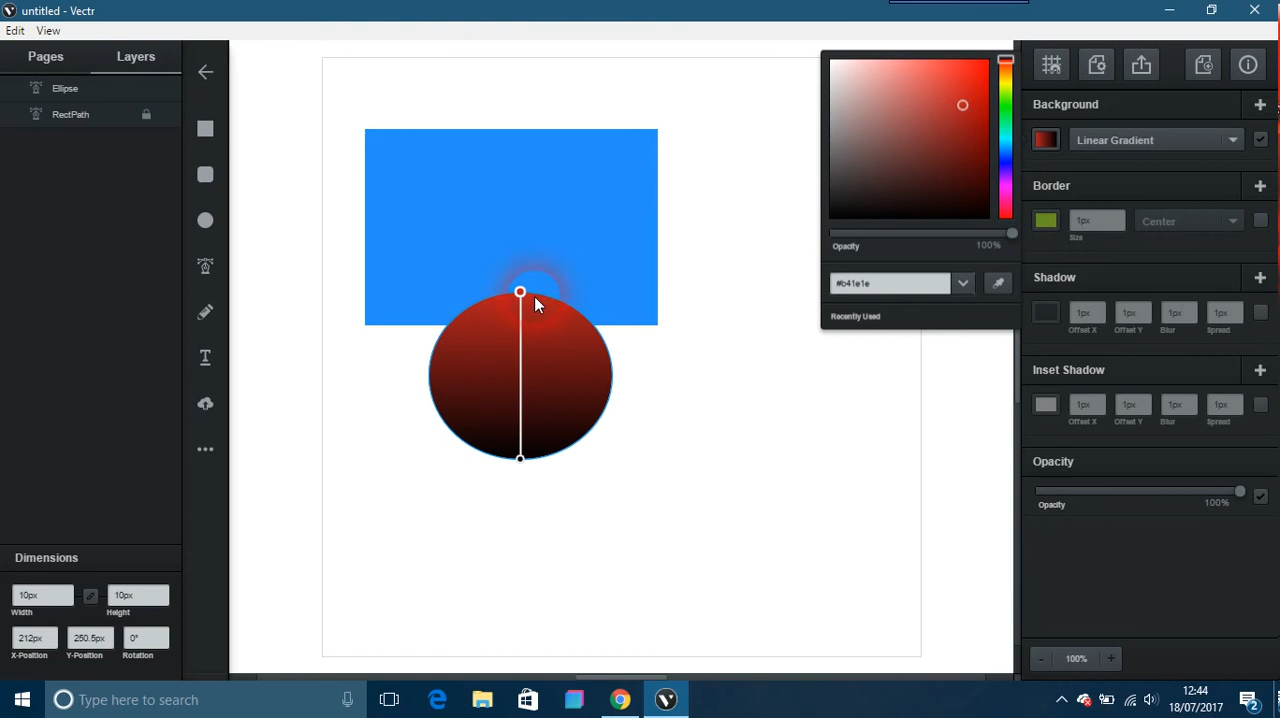 untitled - Vectr
Edit View
Pages Layers
Ellipse
RectPath
Dimensions
10px 10px
Width Height
212px 250.5px 0°
X-Position Y-Position Rotation
Opacity 100%
#b41e1e
Recently Used
Background
Linear Gradient
Border
1px Center
Size
Shadow
1px 1px 1px 1px
Offset X Offset Y Blur Spread
Inset Shadow
1px 1px 1px 1px
Offset X Offset Y Blur Spread
Opacity
Opacity 100%
- 100% +
Type here to search
12:44
18/07/2017
2